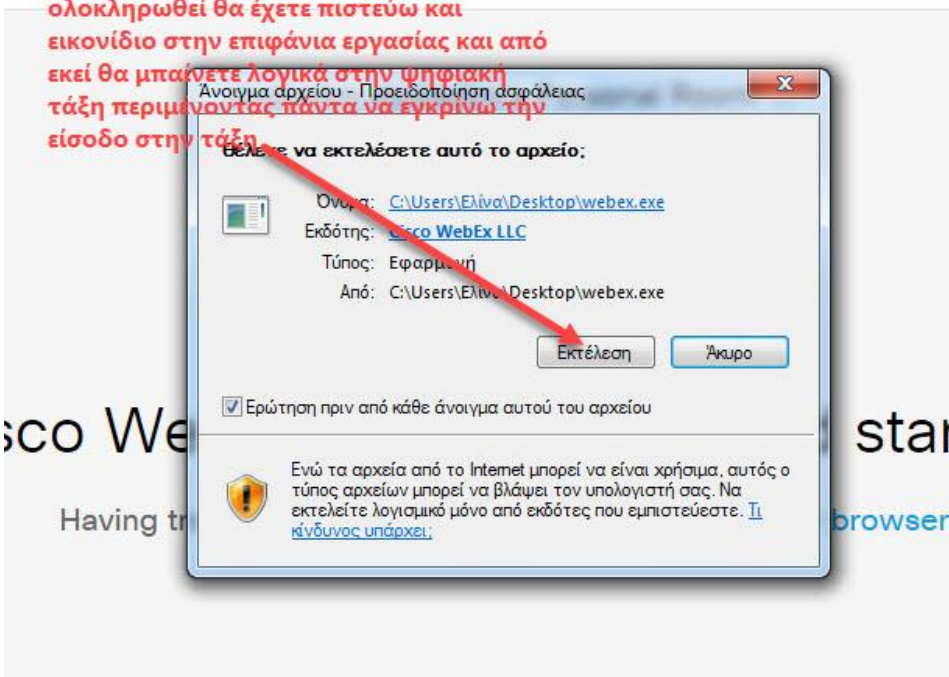 ολοκληρωθεί θα έχετε πιστεύω και
εικονίδιο στην επιφάνια εργασίας και από
εκεί θα μπαίνετε λογικά στην ψηφιακή
τάξη περιμένοντας πάντα να εγκρίνω την
είσοδο στην τάξη
Άνοιγμα αρχείου - Προειδοποίηση ασφάλειας
Θέλετε να εκτελέσετε αυτό το αρχείο;
Όνομα: C:\Users\Ελίνα\Desktop\webex.exe
Εκδότης: Cisco WebEx LLC
Τύπος: Εφαρμογή
Από: C:\Users\Ελίνα\Desktop\webex.exe
Εκτέλεση Άκυρο
Ερώτηση πριν από κάθε άνοιγμα αυτού του αρχείου
sco We star
Ενώ τα αρχεία από το Internet μπορεί να είναι χρήσιμα, αυτός ο
τύπος αρχείων μπορεί να βλάψει τον υπολογιστή σας. Να
εκτελείτε λογισμικό μόνο από εκδότες που εμπιστεύεστε. Τι
κίνδυνος υπάρχει;
Having tr browser